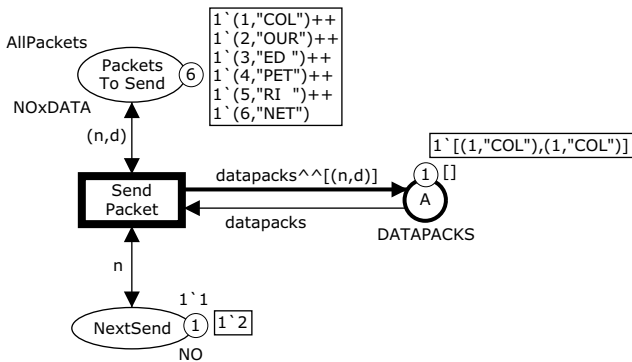 AllPackets
Packets
To Send
6
1`(1,"COL")++
1`(2,"OUR")++
1`(3,"ED ")++
1`(4,"PET")++
1`(5,"RI  ")++
1`(6,"NET")
NOxDATA
(n,d)
1`[(1,"COL"),(1,"COL")]
Send
Packet
datapacks^^[(n,d)]
1
[]
A
datapacks
DATAPACKS
n
1`1
NextSend
1
1`2
NO